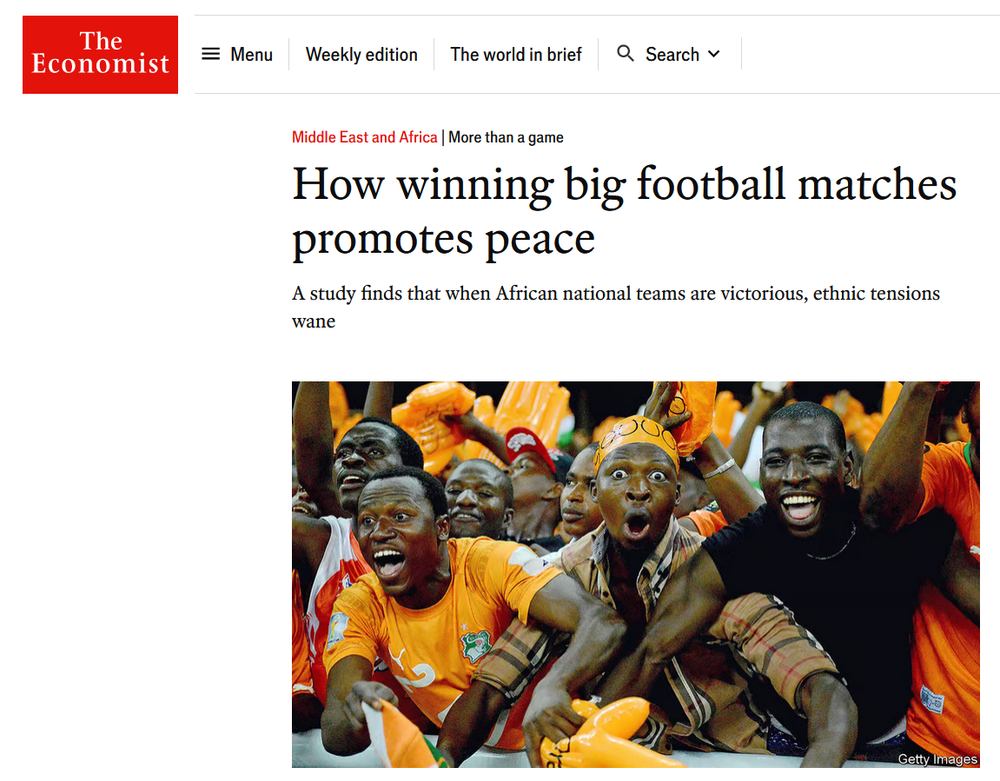 The
Economist
Menu
Weekly edition
The world in brief
Search
Middle East and Africa | More than a game
How winning big football matches
promotes peace
A study finds that when African national teams are victorious, ethnic tensions
wane
2
Getty Images